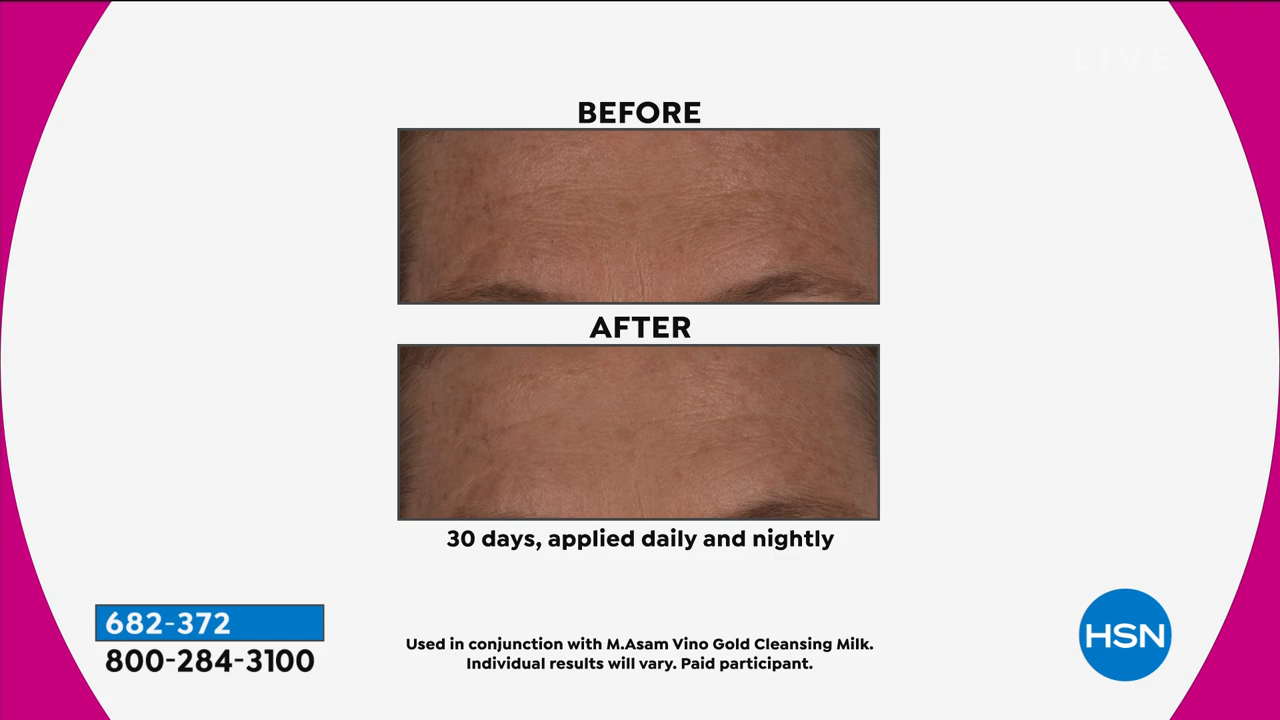 LIVE
BEFORE
AFTER
30 days, applied daily and nightly
682-372
800-284-3100
Used in conjunction with M.Asam Vino Gold Cleansing Milk.
Individual results will vary. Paid participant.
HSN